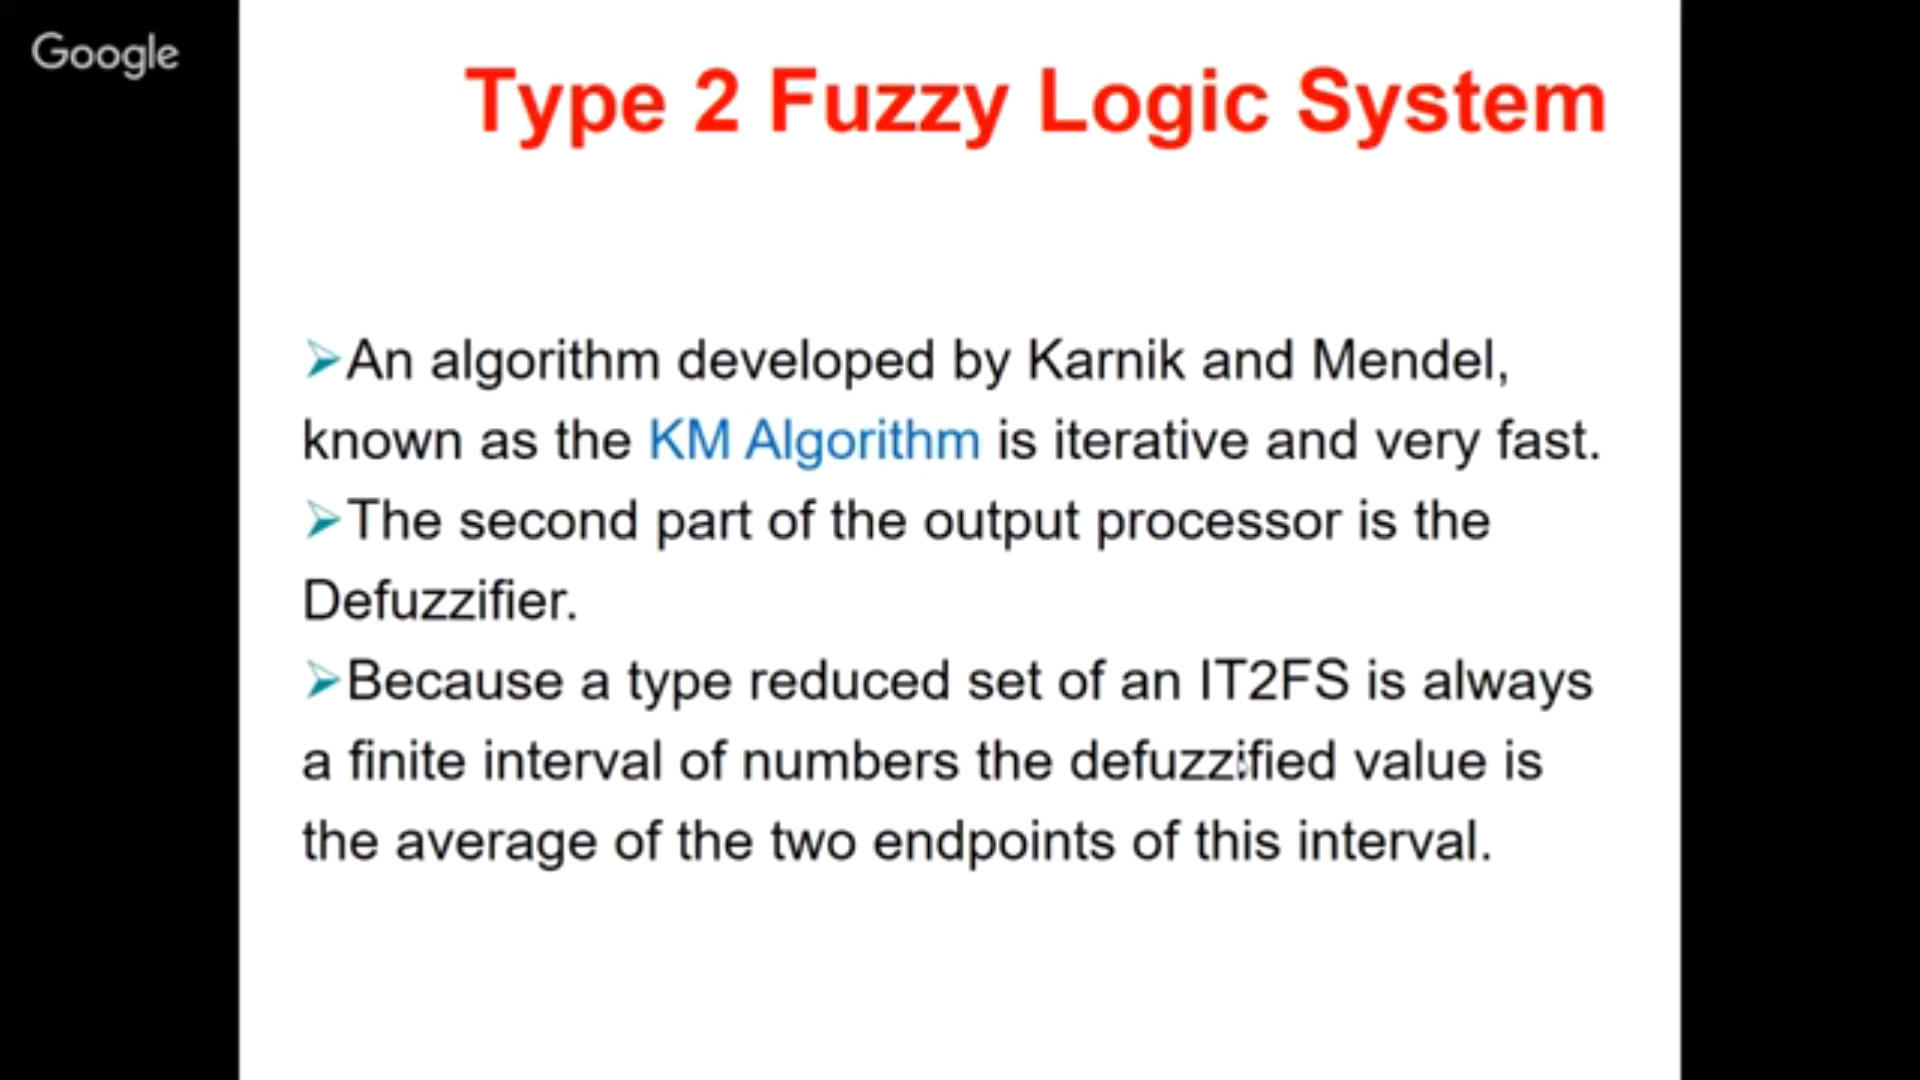 Google
Type 2 Fuzzy Logic System
➢An algorithm developed by Karnik and Mendel,
known as the KM Algorithm is iterative and very fast.
➢The second part of the output processor is the
Defuzzifier.
➢Because a type reduced set of an IT2FS is always
a finite interval of numbers the defuzzified value is
the average of the two endpoints of this interval.